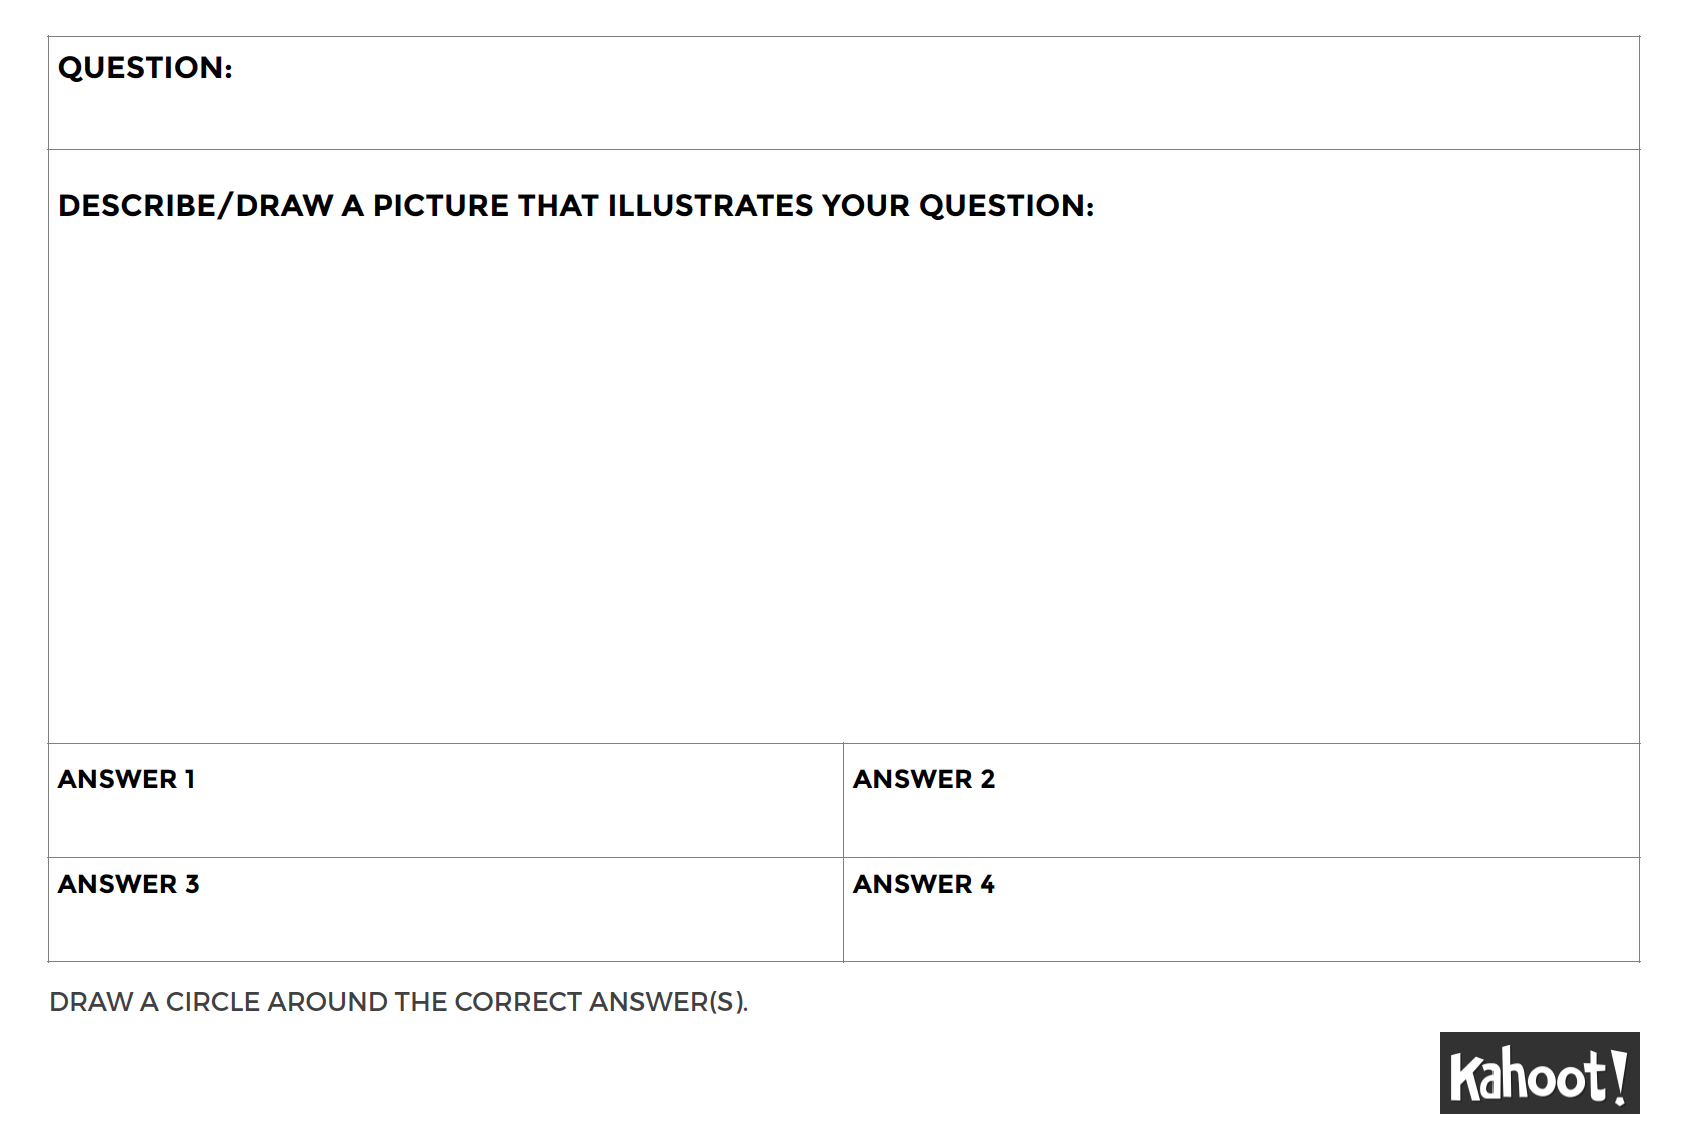 QUESTION:
DESCRIBE/DRAW A PICTURE THAT ILLUSTRATES YOUR QUESTION:
ANSWER 1
ANSWER 2
ANSWER 3
ANSWER 4
DRAW A CIRCLE AROUND THE CORRECT ANSWER(S).
Kahoot!